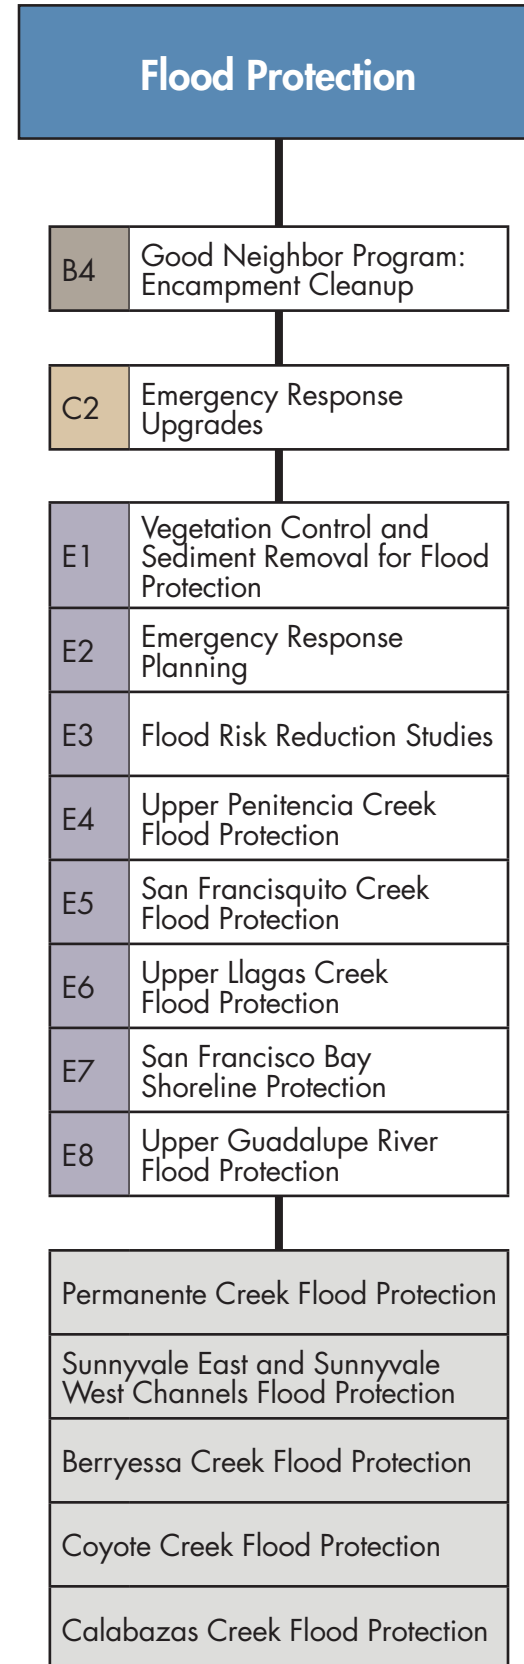 Flood Protection
B4
Good Neighbor Program:
Encampment Cleanup
C2
Emergency Response
Upgrades
E1
Vegetation Control and
Sediment Removal for Flood
Protection
E2
Emergency Response
Planning
E3
Flood Risk Reduction Studies
E4
Upper Penitencia Creek
Flood Protection
E5
San Francisquito Creek
Flood Protection
E6
Upper Llagas Creek
Flood Protection
E7
San Francisco Bay
Shoreline Protection
E8
Upper Guadalupe River
Flood Protection
Permanente Creek Flood Protection
Sunnyvale East and Sunnyvale
West Channels Flood Protection
Berryessa Creek Flood Protection
Coyote Creek Flood Protection
Calabazas Creek Flood Protection